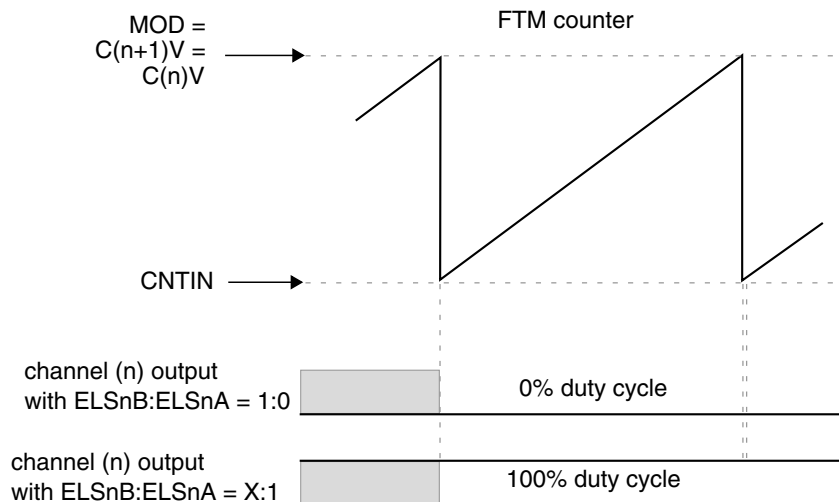 MOD =
C(n+1)V =
C(n)V
FTM counter
CNTIN
channel (n) output
with ELSnB:ELSnA = 1:0
0% duty cycle
channel (n) output
with ELSnB:ELSnA = X:1
100% duty cycle